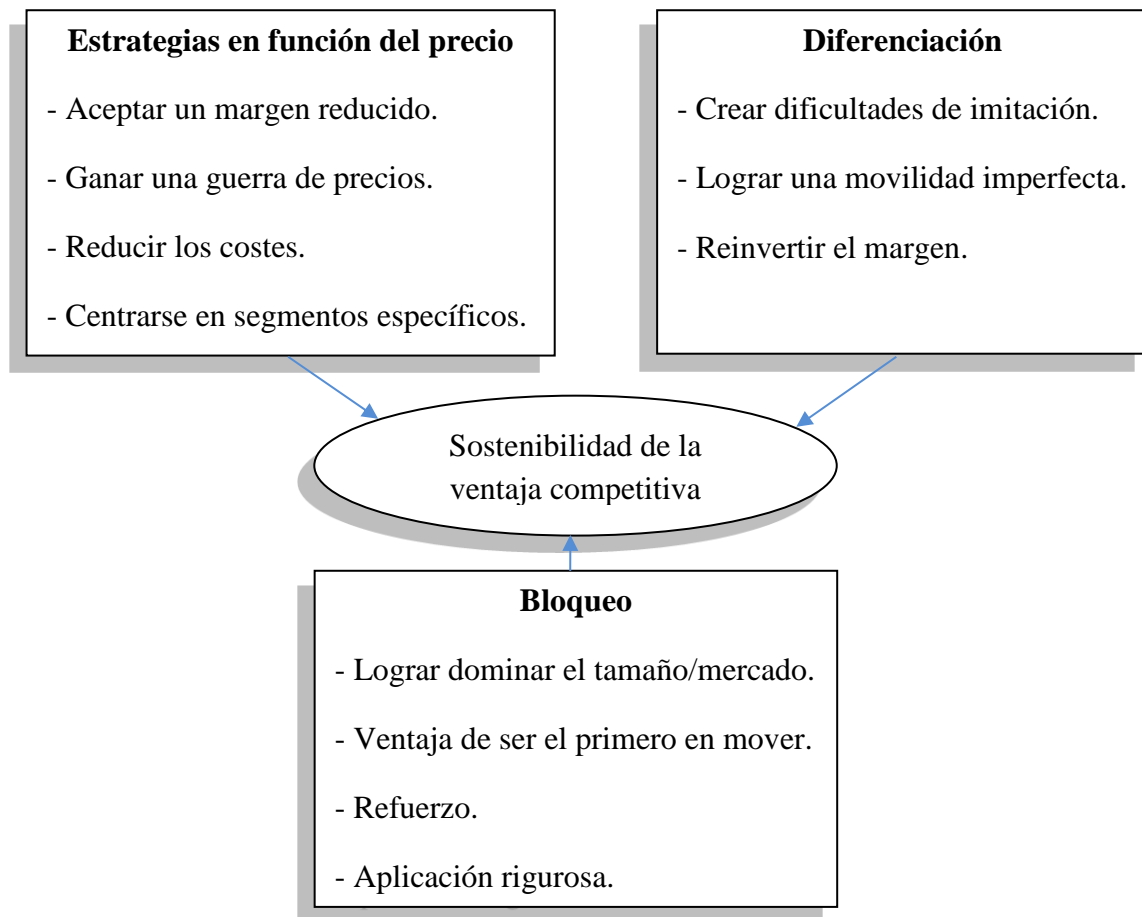 Estrategias en función del precio
- Aceptar un margen reducido.
- Ganar una guerra de precios.
- Reducir los costes.
- Centrarse en segmentos específicos.
Diferenciación
- Crear dificultades de imitación.
- Lograr una movilidad imperfecta.
- Reinvertir el margen.
Sostenibilidad de la
ventaja competitiva
Bloqueo
- Lograr dominar el tamaño/mercado.
- Ventaja de ser el primero en mover.
- Refuerzo.
- Aplicación rigurosa.